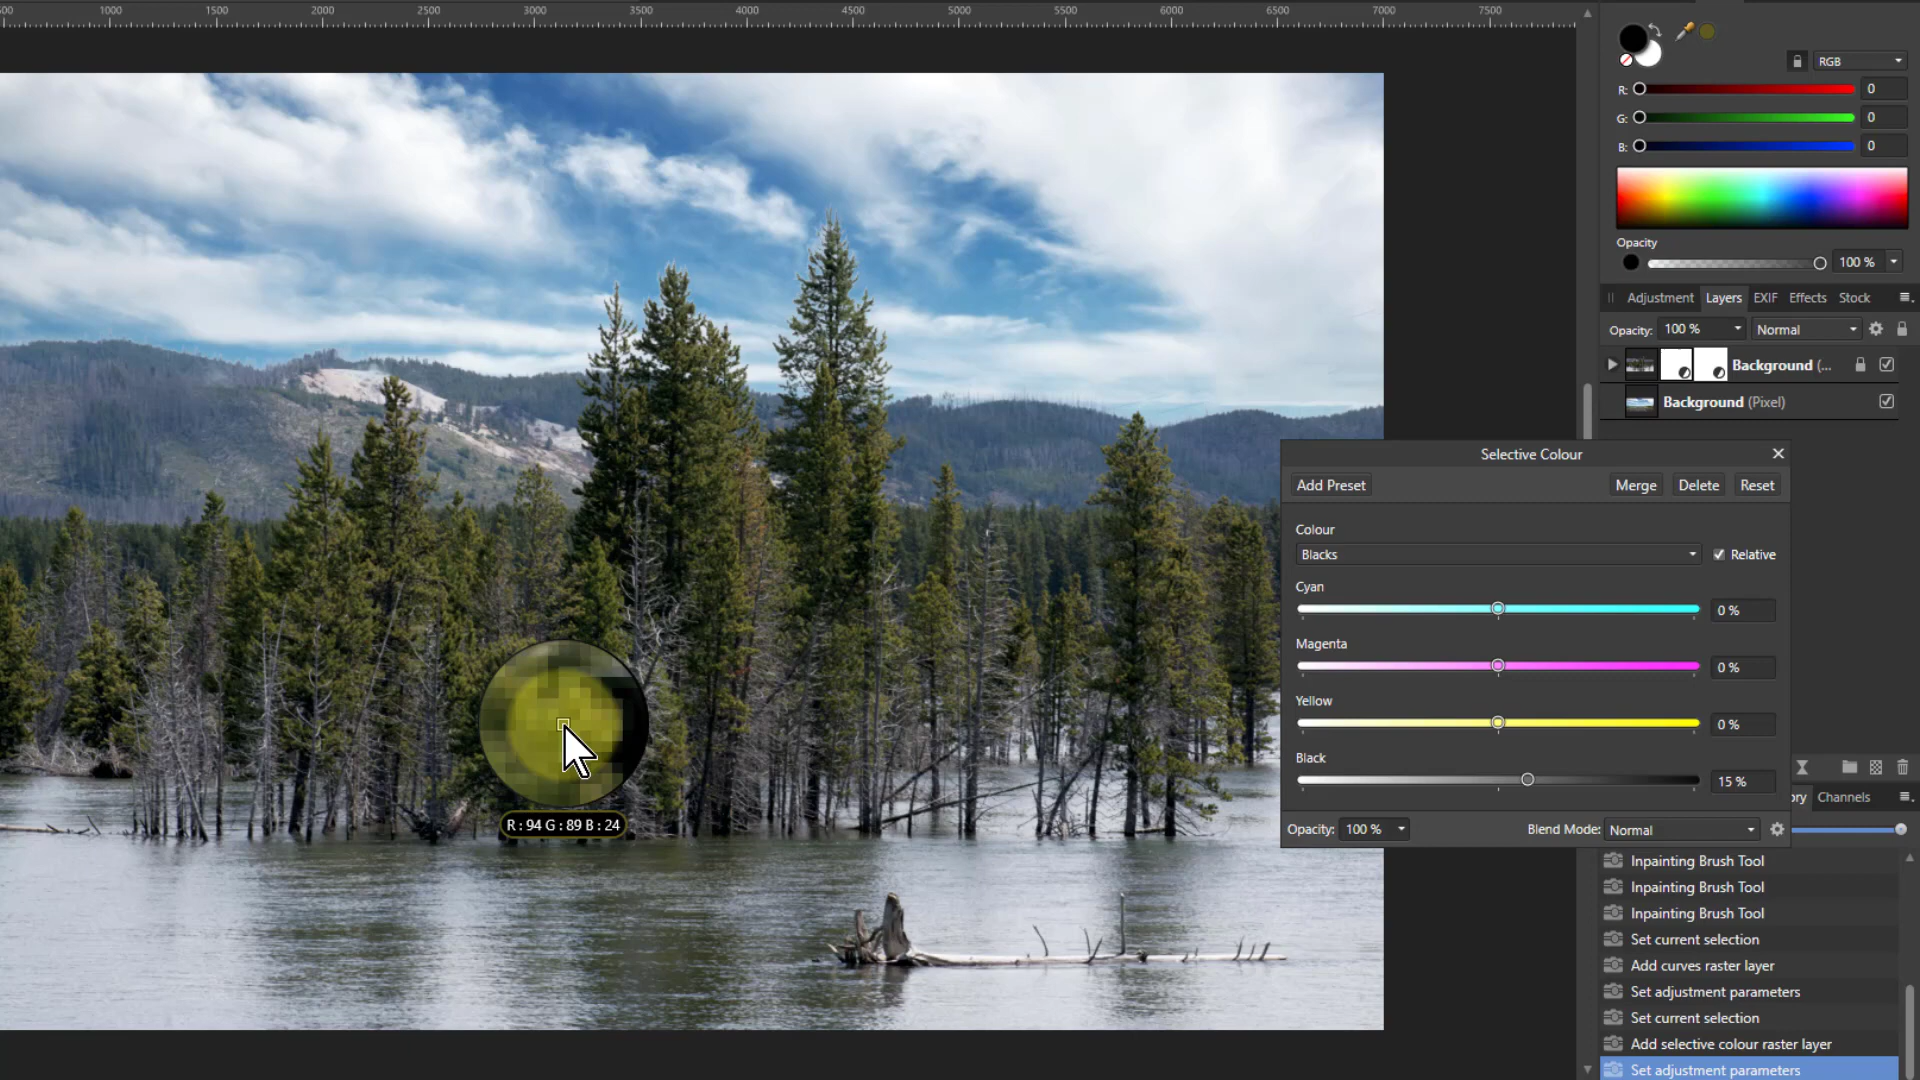 1000 1500 2000 2500 3000 3500 4000 4500 5000 5500 6000 6500 7000 7500
RGB
R: 0
G: 0
B: 0
Opacity
100 %
Adjustment Layers EXIF Effects Stock
Opacity: 100 % Normal
Background (...
Background (Pixel)
Selective Colour
Add Preset Merge Delete Reset
Colour
Blacks Relative
Cyan
0 %
Magenta
0 %
Yellow
0 %
Black
15 %
Opacity: 100 % Blend Mode: Normal
R : 94 G : 89 B : 24
ory Channels
Inpainting Brush Tool
Inpainting Brush Tool
Inpainting Brush Tool
Set current selection
Add curves raster layer
Set adjustment parameters
Set current selection
Add selective colour raster layer
Set adjustment parameters